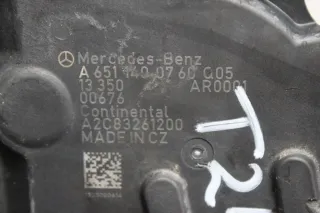 Mercedes-Benz
A 651 140 07 60 Q05
13 350 AR0001
00676
Continental
A2C83261200
MADE IN CZ